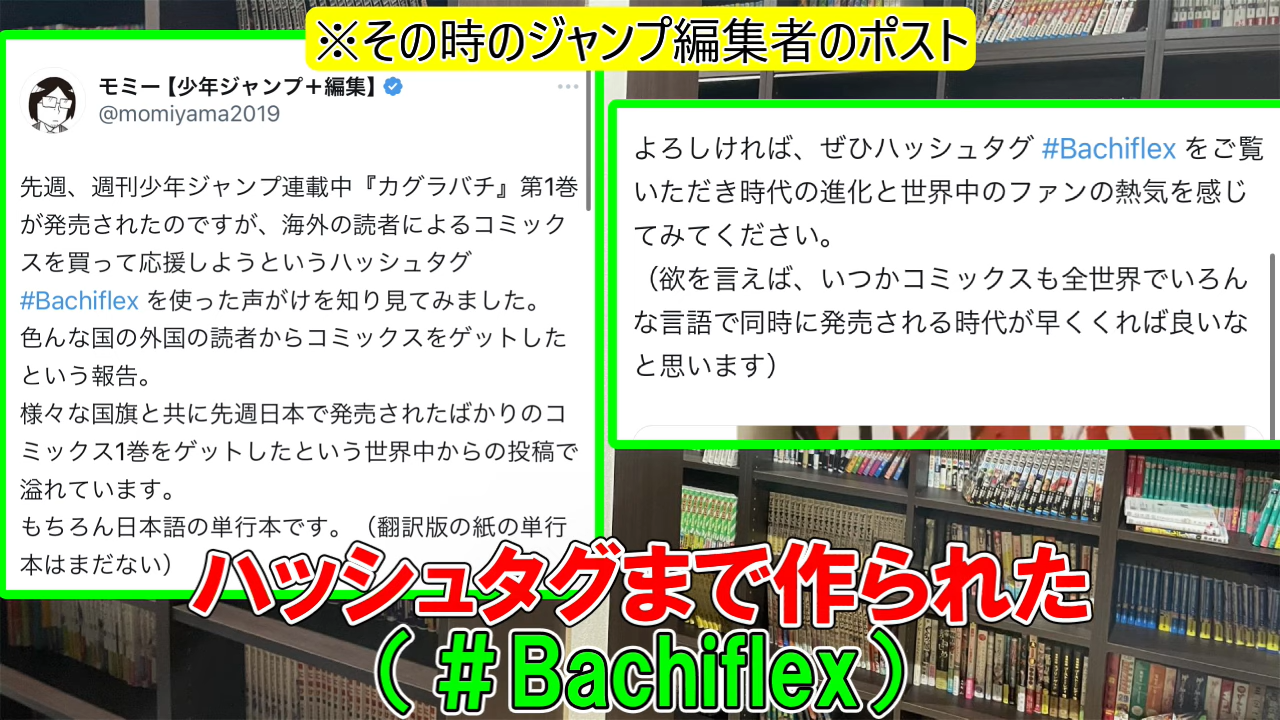 ※その時のジャンプ編集者のポスト
モミー【少年ジャンプ＋編集】
@momiyama2019
先週、週刊少年ジャンプ連載中『カグラバチ』第1巻
が発売されたのですが、海外の読者によるコミック
スを買って応援しようというハッシュタグ
#Bachiflex を使った声がけを知り見てみました。
色んな国の外国の読者からコミックスをゲットした
という報告。
様々な国旗と共に先週日本で発売されたばかりのコ
ミックス1巻をゲットしたという世界中からの投稿で
溢れています。
もちろん日本語の単行本です。（翻訳版の紙の単行
本はまだない）
よろしければ、ぜひハッシュタグ #Bachiflex をご覧
いただき時代の進化と世界中のファンの熱気を感じ
てみてください。
（欲を言えば、いつかコミックスも全世界でいろん
な言語で同時に発売される時代が早くくれば良いな
と思います）
ハッシュタグまで作られた
（＃Bachiflex）